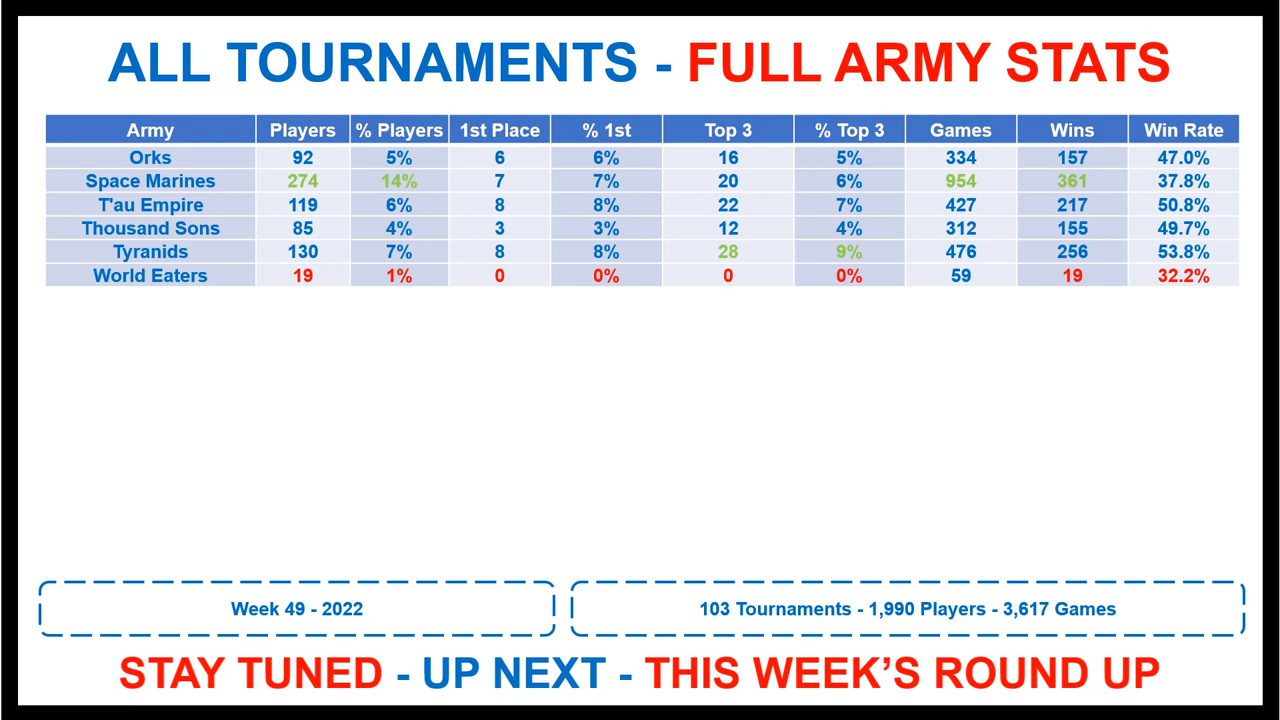 ALL TOURNAMENTS - FULL ARMY STATS
Army Players % Players 1st Place % 1st Top 3 % Top 3 Games Wins Win Rate
Orks 92 5% 6 6% 16 5% 334 157 47.0%
Space Marines 274 14% 7 7% 20 6% 954 361 37.8%
T'au Empire 119 6% 8 8% 22 7% 427 217 50.8%
Thousand Sons 85 4% 3 3% 12 4% 312 155 49.7%
Tyranids 130 7% 8 8% 28 9% 476 256 53.8%
World Eaters 19 1% 0 0% 0 0% 59 19 32.2%
Week 49 - 2022
103 Tournaments - 1,990 Players - 3,617 Games
STAY TUNED - UP NEXT - THIS WEEK’S ROUND UP